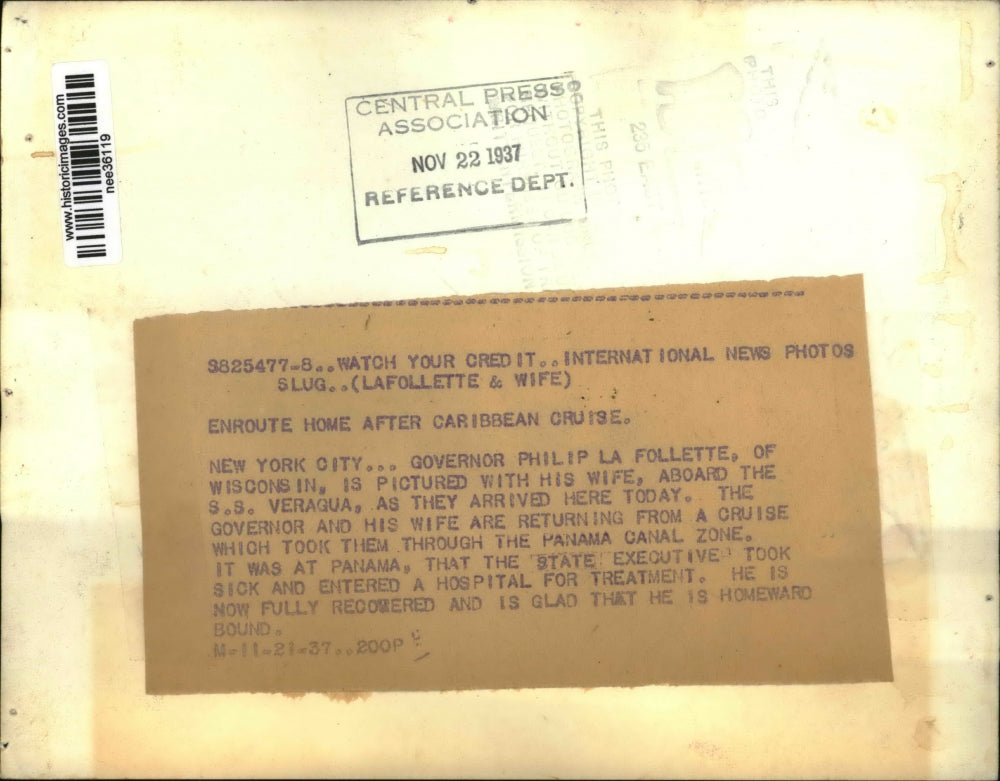 www.historicimages.com
nee36119
CENTRAL PRESS
ASSOCIATION
NOV 22 1937
REFERENCE DEPT.
THIS
THIS
S825477-8..WATCH YOUR CREDIT..INTERNATIONAL NEWS PHOTOS
SLUG..(LAFOLLETTE & WIFE)
ENROUTE HOME AFTER CARIBBEAN CRUISE.
NEW YORK CITY... GOVERNOR PHILIP LA FOLLETTE, OF
WISCONSIN, IS PICTURED WITH HIS WIFE, ABOARD THE
S.S. VERAGUA, AS THEY ARRIVED HERE TODAY. THE
GOVERNOR AND HIS WIFE ARE RETURNING FROM A CRUISE
WHICH TOOK THEM THROUGH THE PANAMA CANAL ZONE.
IT WAS AT PANAMA, THAT THE STATE EXECUTIVE TOOK
SICK AND ENTERED A HOSPITAL FOR TREATMENT. HE IS
NOW FULLY RECOVERED AND IS GLAD THAT HE IS HOMEWARD
BOUND.
M-11-21-37..200P